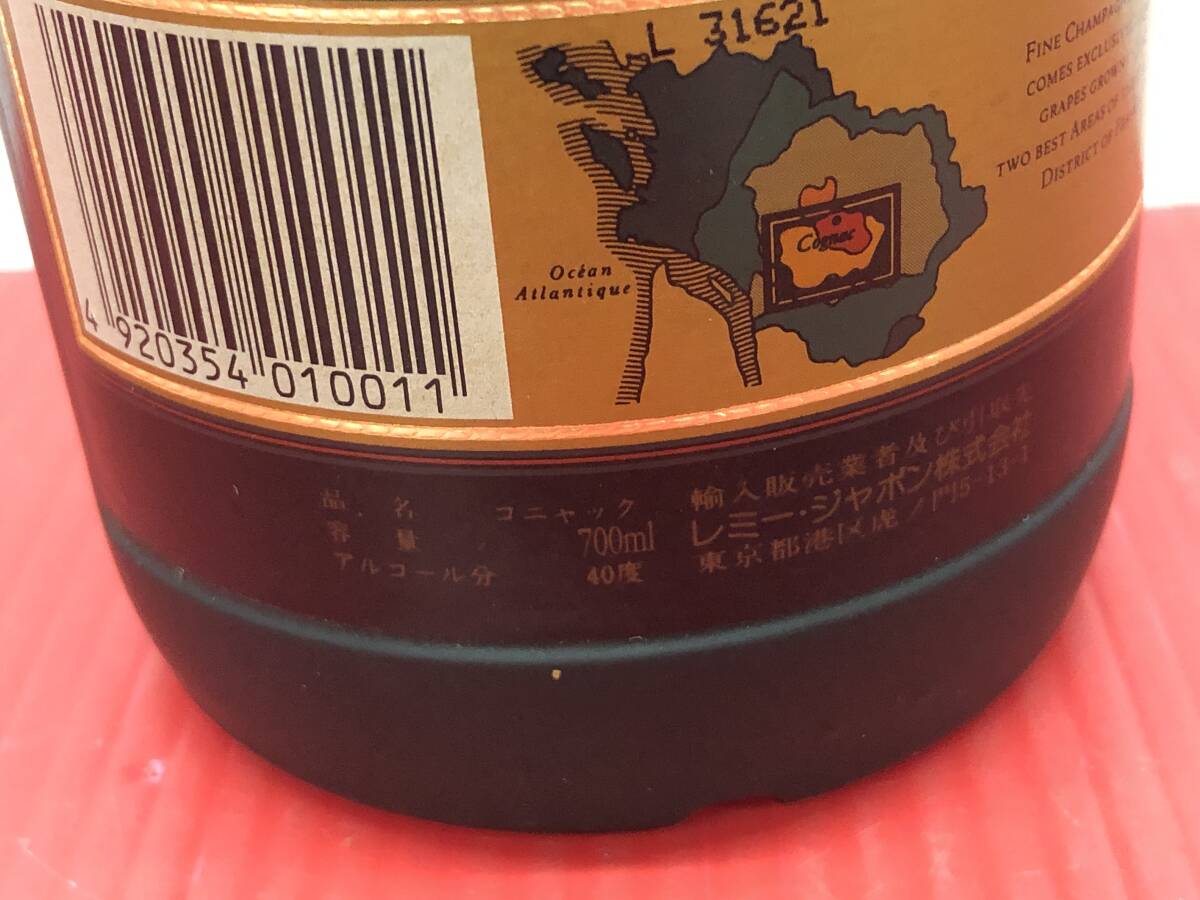 L 31621
FINE CHAMPAG
COMES EXCLUSIV
GRAPES GROWN
TWO BEST AREAS OF
DISTRICT OF
Cognac
Océan
Atlantique
4 920354 010011
品 名 コニャック
容 量 700ml
アルコール分 40度
輸入販売業者及び引取先
レミー・ジャポン株式会社
東京都港区虎ノ門5-13-1